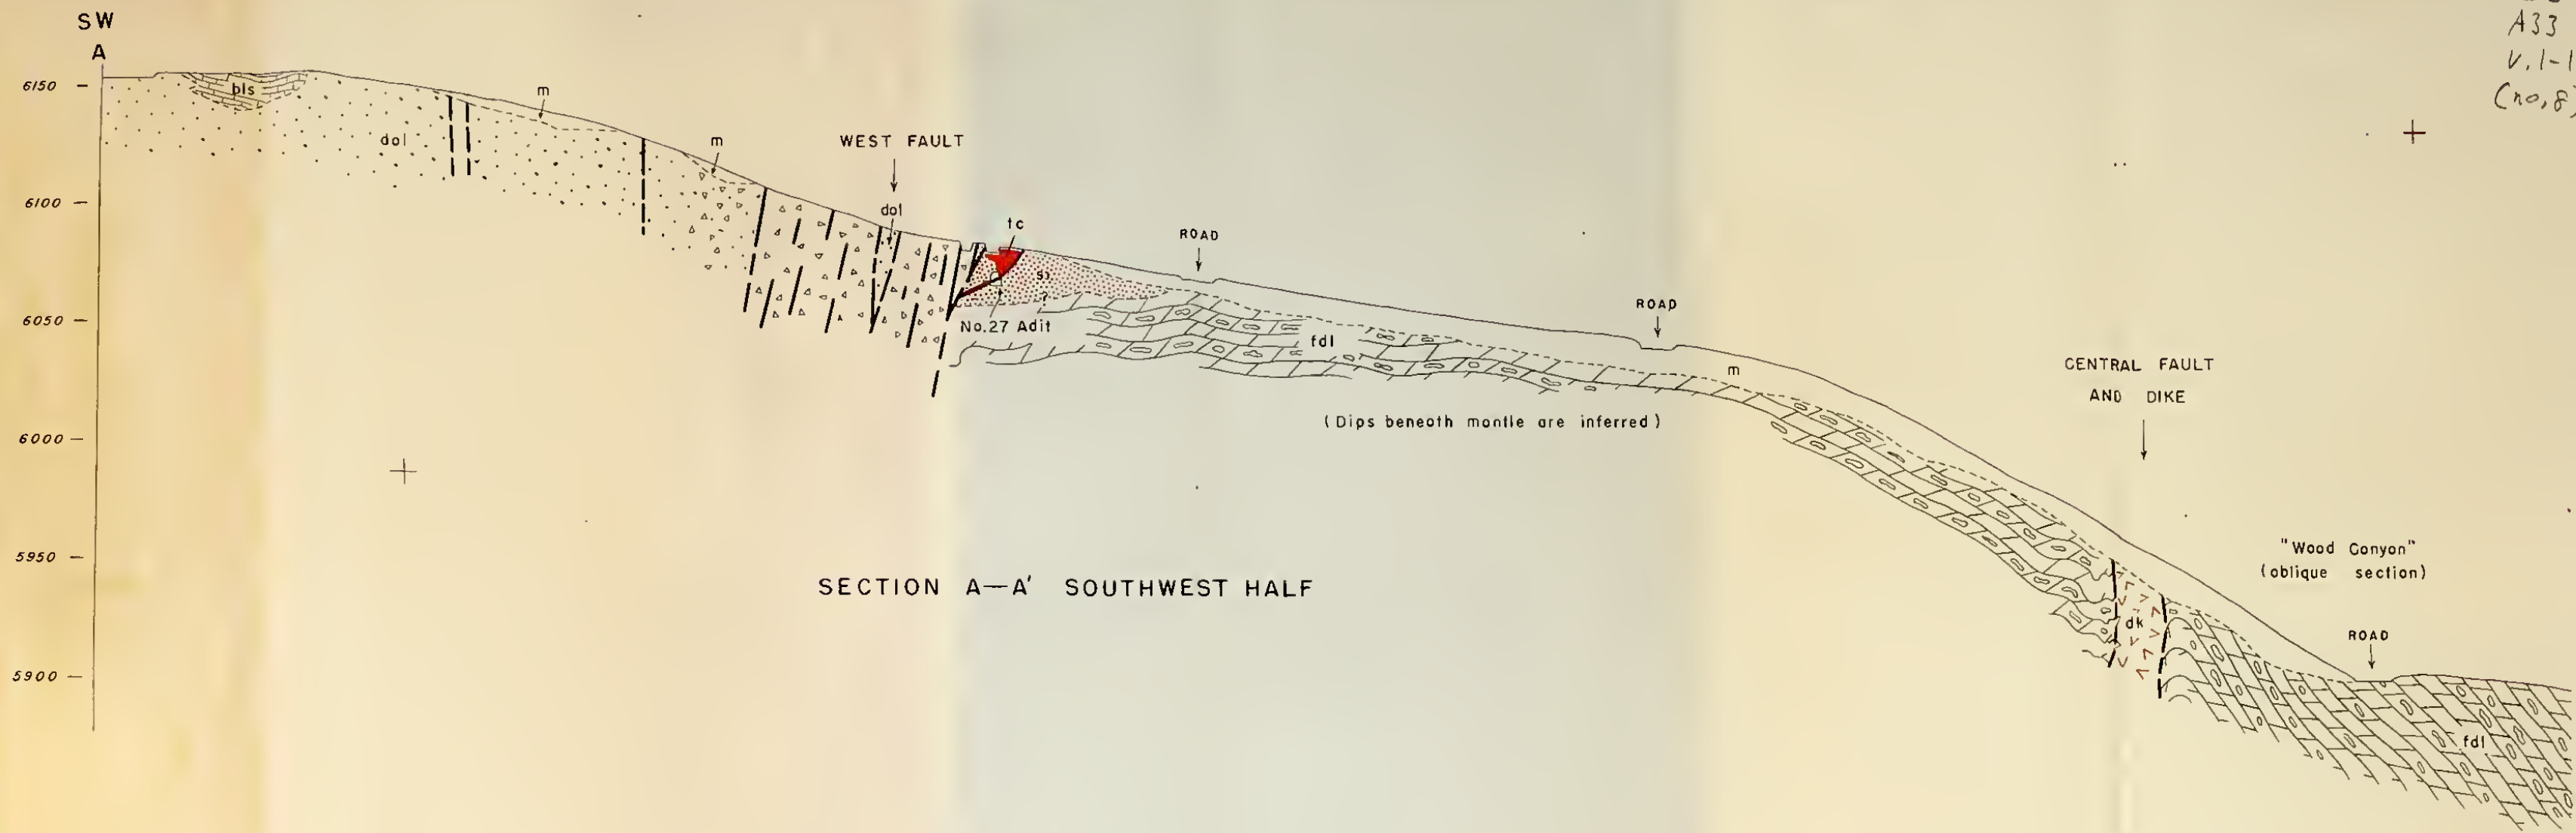 SW
A
6150
6100
6050
6000
5950
5900
bls
dol
m
m
WEST FAULT
dol
tc
No.27 Adit
ROAD
fdl
(Dips beneath mantle are inferred)
ROAD
m
CENTRAL FAULT
AND DIKE
dk
"Wood Canyon"
(oblique section)
ROAD
fdl
SECTION A—A' SOUTHWEST HALF
A33
V.1-1
(no.8)